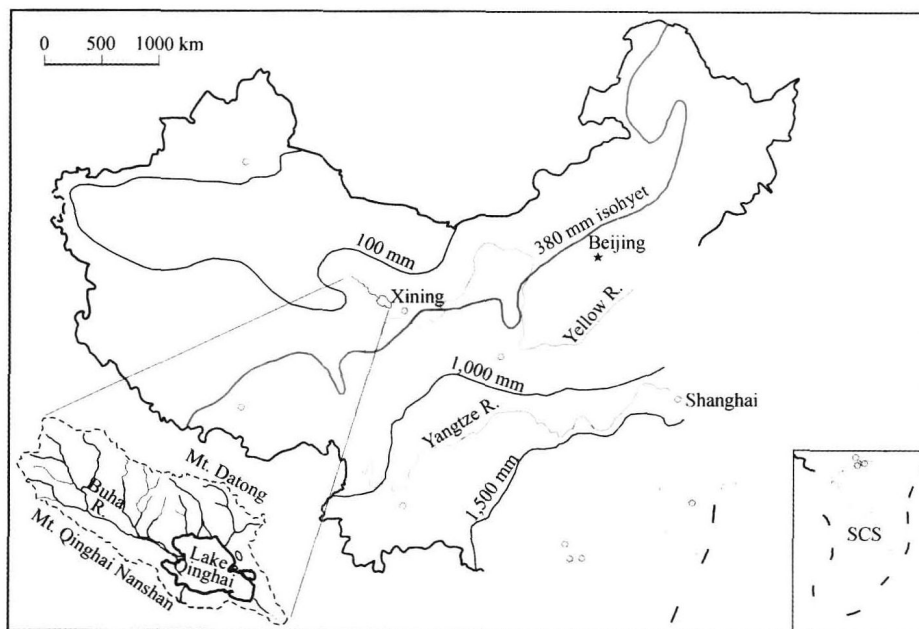 0 500 1000 km
380 mm isohyet
Beijing
100 mm
Xining
Yellow R.
1,000 mm
Shanghai
Yangtze R.
Mt. Datong
1,500 mm
Buha
R
Lake
Qinghai
Mt. Qinghai Nanshan
SCS